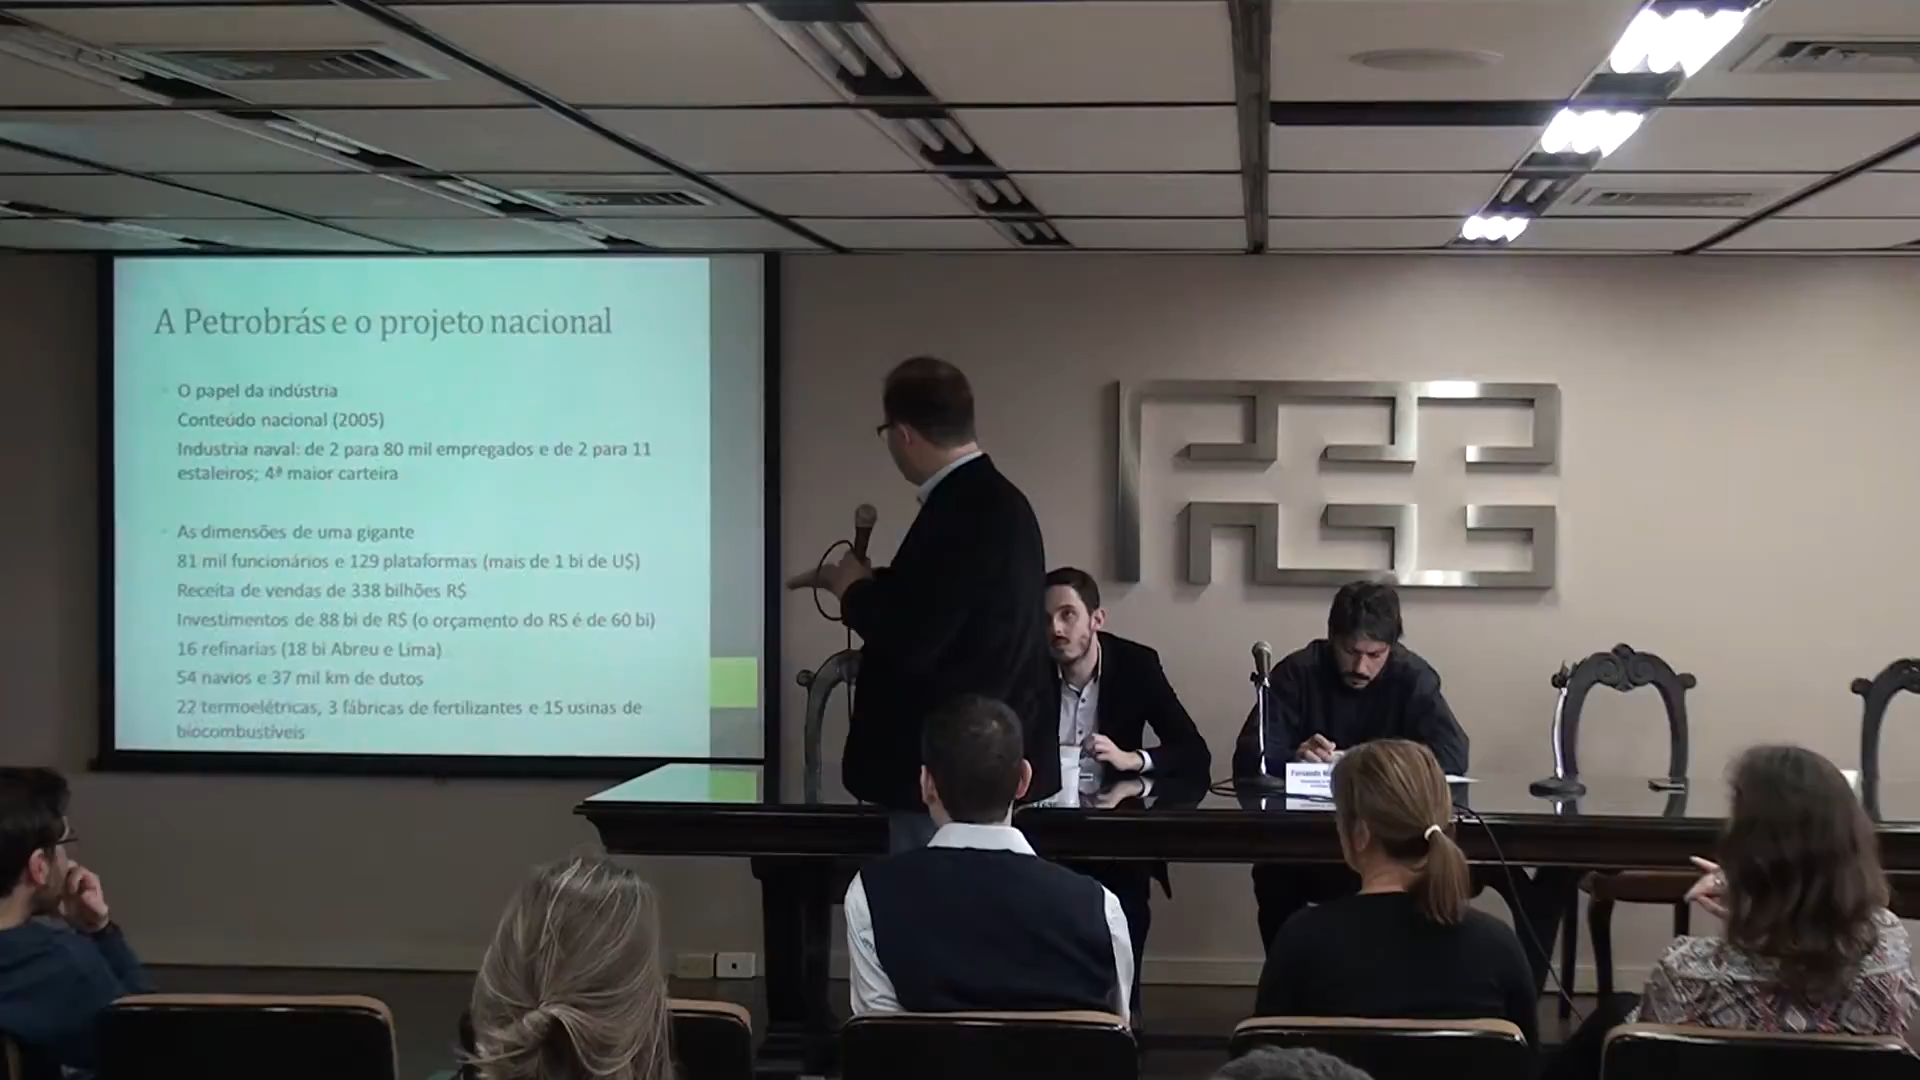 A Petrobrás e o projeto nacional
O papel da indústria
Conteúdo nacional (2005)
Industria naval: de 2 para 80 mil empregados e de 2 para 11
estaleiros; 4ª maior carteira
As dimensões de uma gigante
81 mil funcionários e 129 plataformas (mais de 1 bi de U$)
Receita de vendas de 338 bilhões R$
Investimentos de 88 bi de R$ (o orçamento do RS é de 60 bi)
16 refinarias (18 bi Abreu e Lima)
54 navios e 37 mil km de dutos
22 termoelétricas, 3 fábricas de fertilizantes e 15 usinas de
biocombustíveis
FEE
Fernando